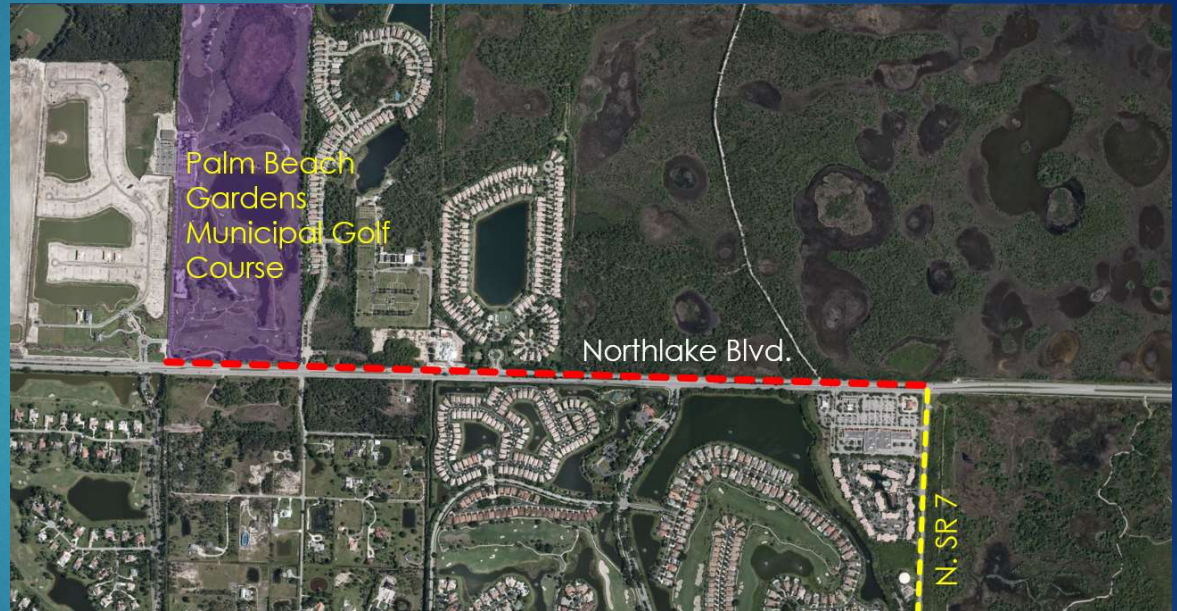 Palm Beach
Gardens
Municipal Golf
Course
Northlake Blvd.
N. SR 7